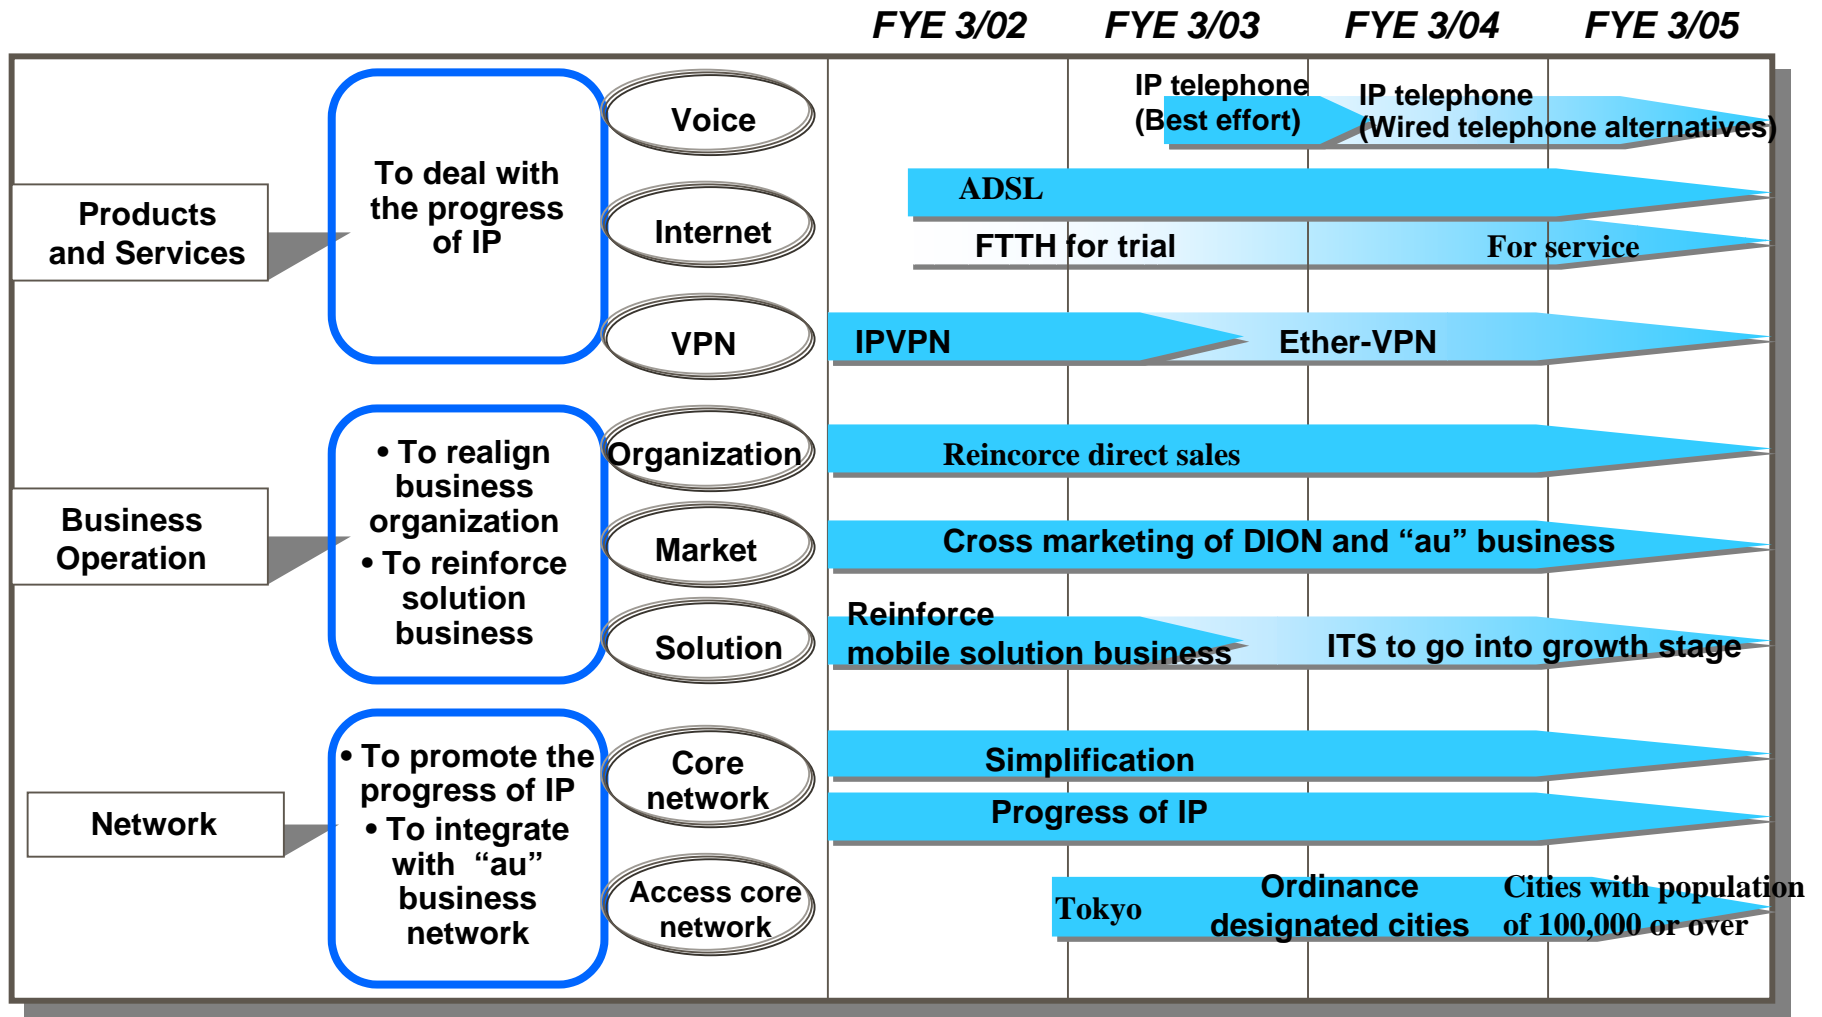 FYE 3/02 FYE 3/03 FYE 3/04 FYE 3/05
Products
and Services
To deal with
the progress
of IP
Voice
IP telephone
(Best effort)
IP telephone
(Wired telephone alternatives)
Internet
ADSL
FTTH for trial
For service
VPN
IPVPN
Ether-VPN
Business
Operation
• To realign
business
organization
• To reinforce
solution
business
Organization
Reincorce direct sales
Market
Cross marketing of DION and “au” business
Solution
Reinforce
mobile solution business
ITS to go into growth stage
Network
• To promote the
progress of IP
• To integrate
with “au”
business
network
Core
network
Simplification
Progress of IP
Access core
network
Tokyo
Ordinance
designated cities
Cities with population
of 100,000 or over